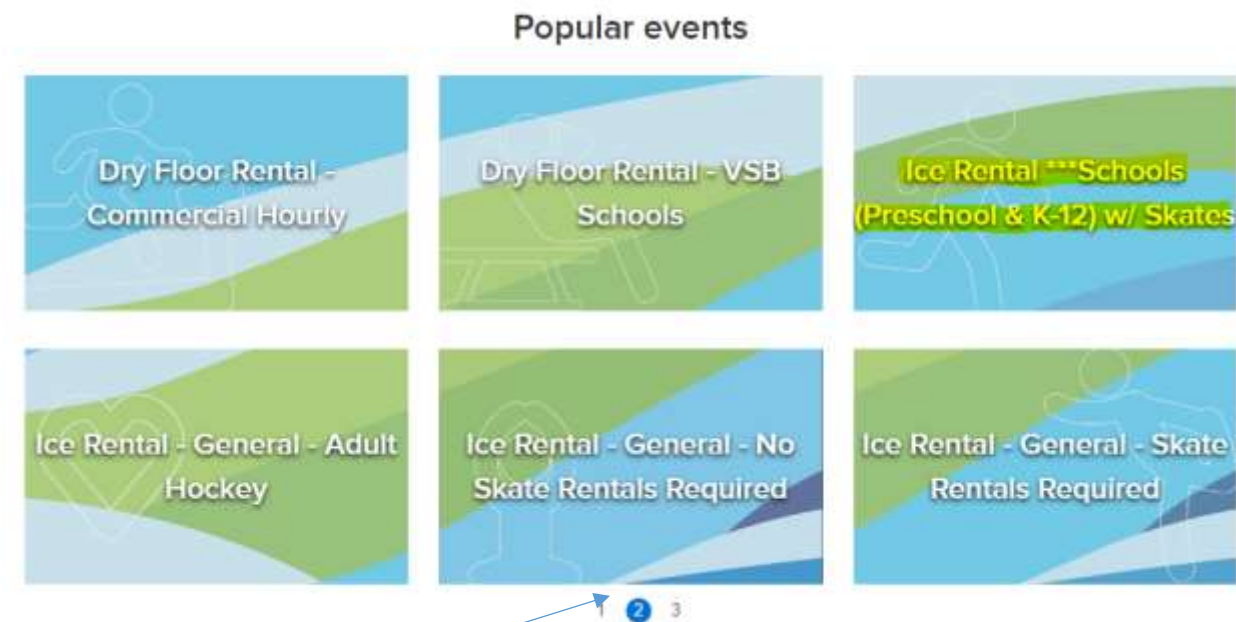 Popular events
Dry Floor Rental -
Commercial Hourly
Dry Floor Rental - VSB
Schools
Ice Rental ***Schools
(Preschool & K-12) w/ Skates
Ice Rental - General - Adult
Hockey
Ice Rental - General - No
Skate Rentals Required
Ice Rental - General - Skate
Rentals Required
1 2 3